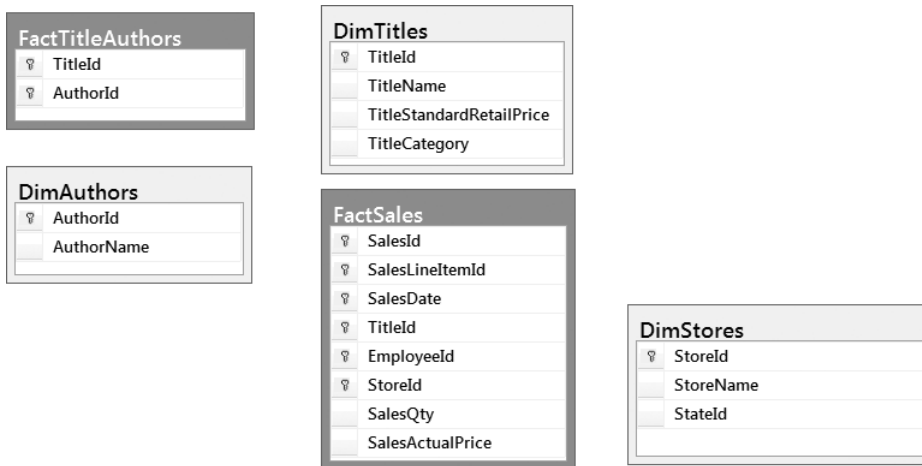 FactTitleAuthors
TitleId
AuthorId
DimTitles
TitleId
TitleName
TitleStandardRetailPrice
TitleCategory
DimAuthors
AuthorId
AuthorName
FactSales
SalesId
SalesLineItemId
SalesDate
TitleId
EmployeeId
StoreId
SalesQty
SalesActualPrice
DimStores
StoreId
StoreName
StateId